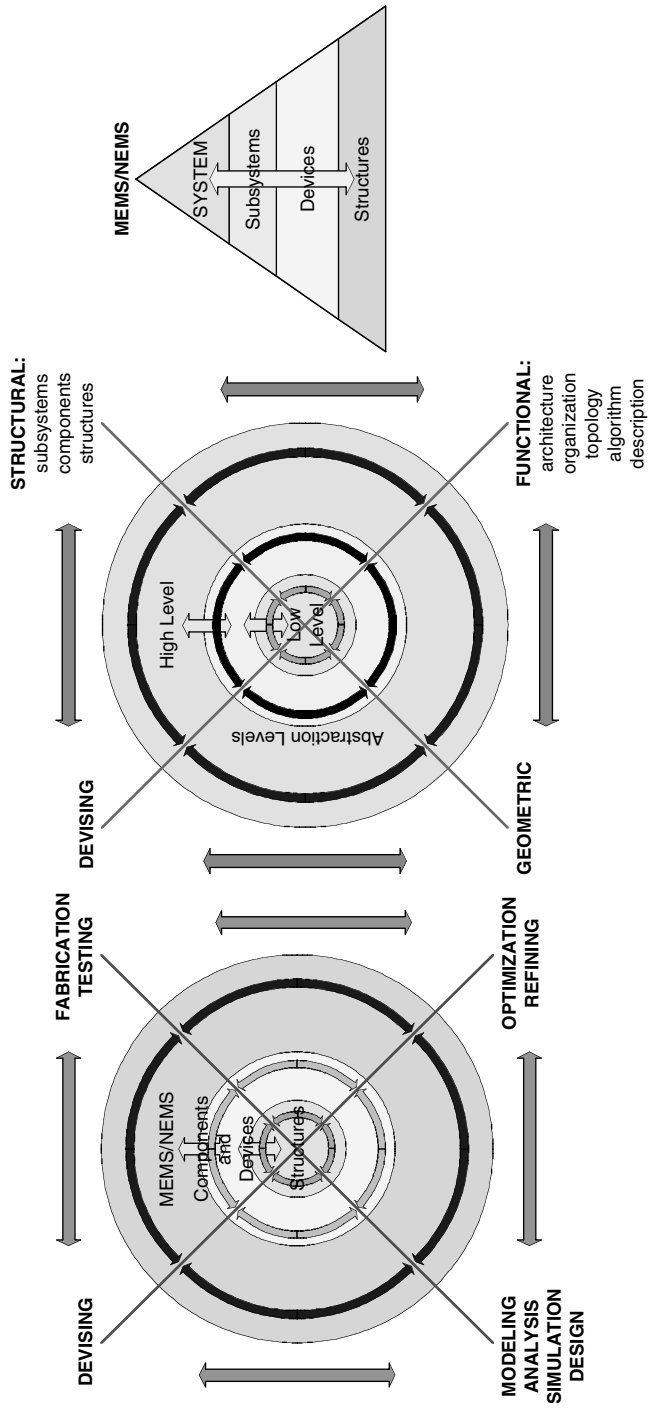 DEVISING
FABRICATION
TESTING
MEMS/NEMS
Components
and
Devices
Structures
MODELING
ANALYSIS
SIMULATION
DESIGN
OPTIMIZATION
REFINING
DEVISING
STRUCTURAL:
subsystems
components
structures
High Level
Low
Level
Abstraction Levels
GEOMETRIC
FUNCTIONAL:
architecture
organization
topology
algorithm
description
MEMS/NEMS
SYSTEM
Subsystems
Devices
Structures